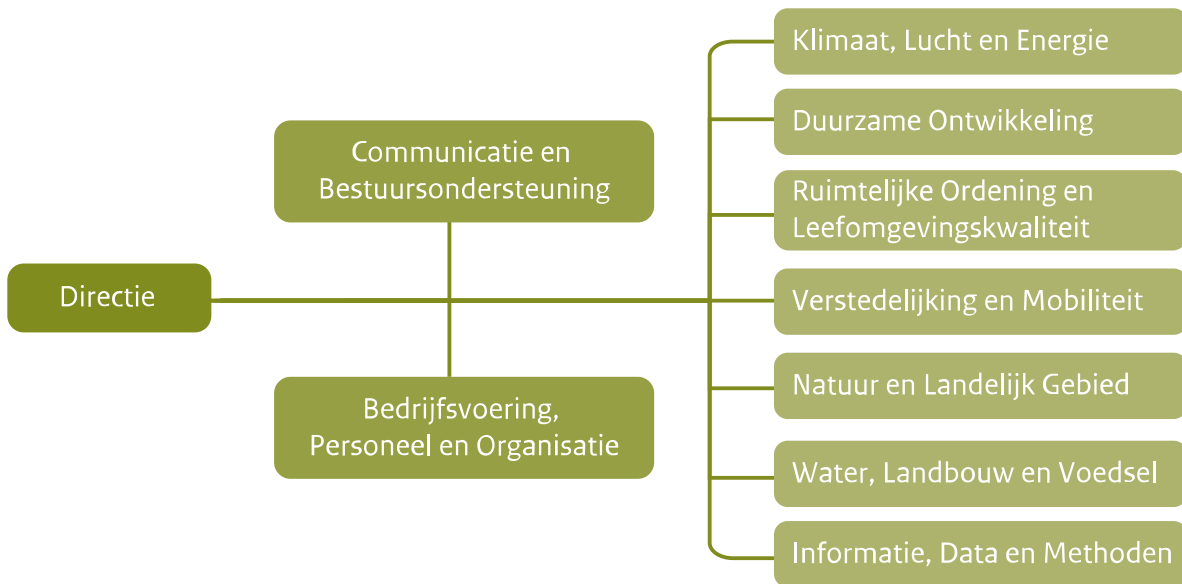 Directie
Communicatie en
Bestuursondersteuning
Bedrijfsvoering,
Personeel en Organisatie
Klimaat, Lucht en Energie
Duurzame Ontwikkeling
Ruimtelijke Ordening en
Leefomgevingskwaliteit
Verstedelijking en Mobiliteit
Natuur en Landelijk Gebied
Water, Landbouw en Voedsel
Informatie, Data en Methoden